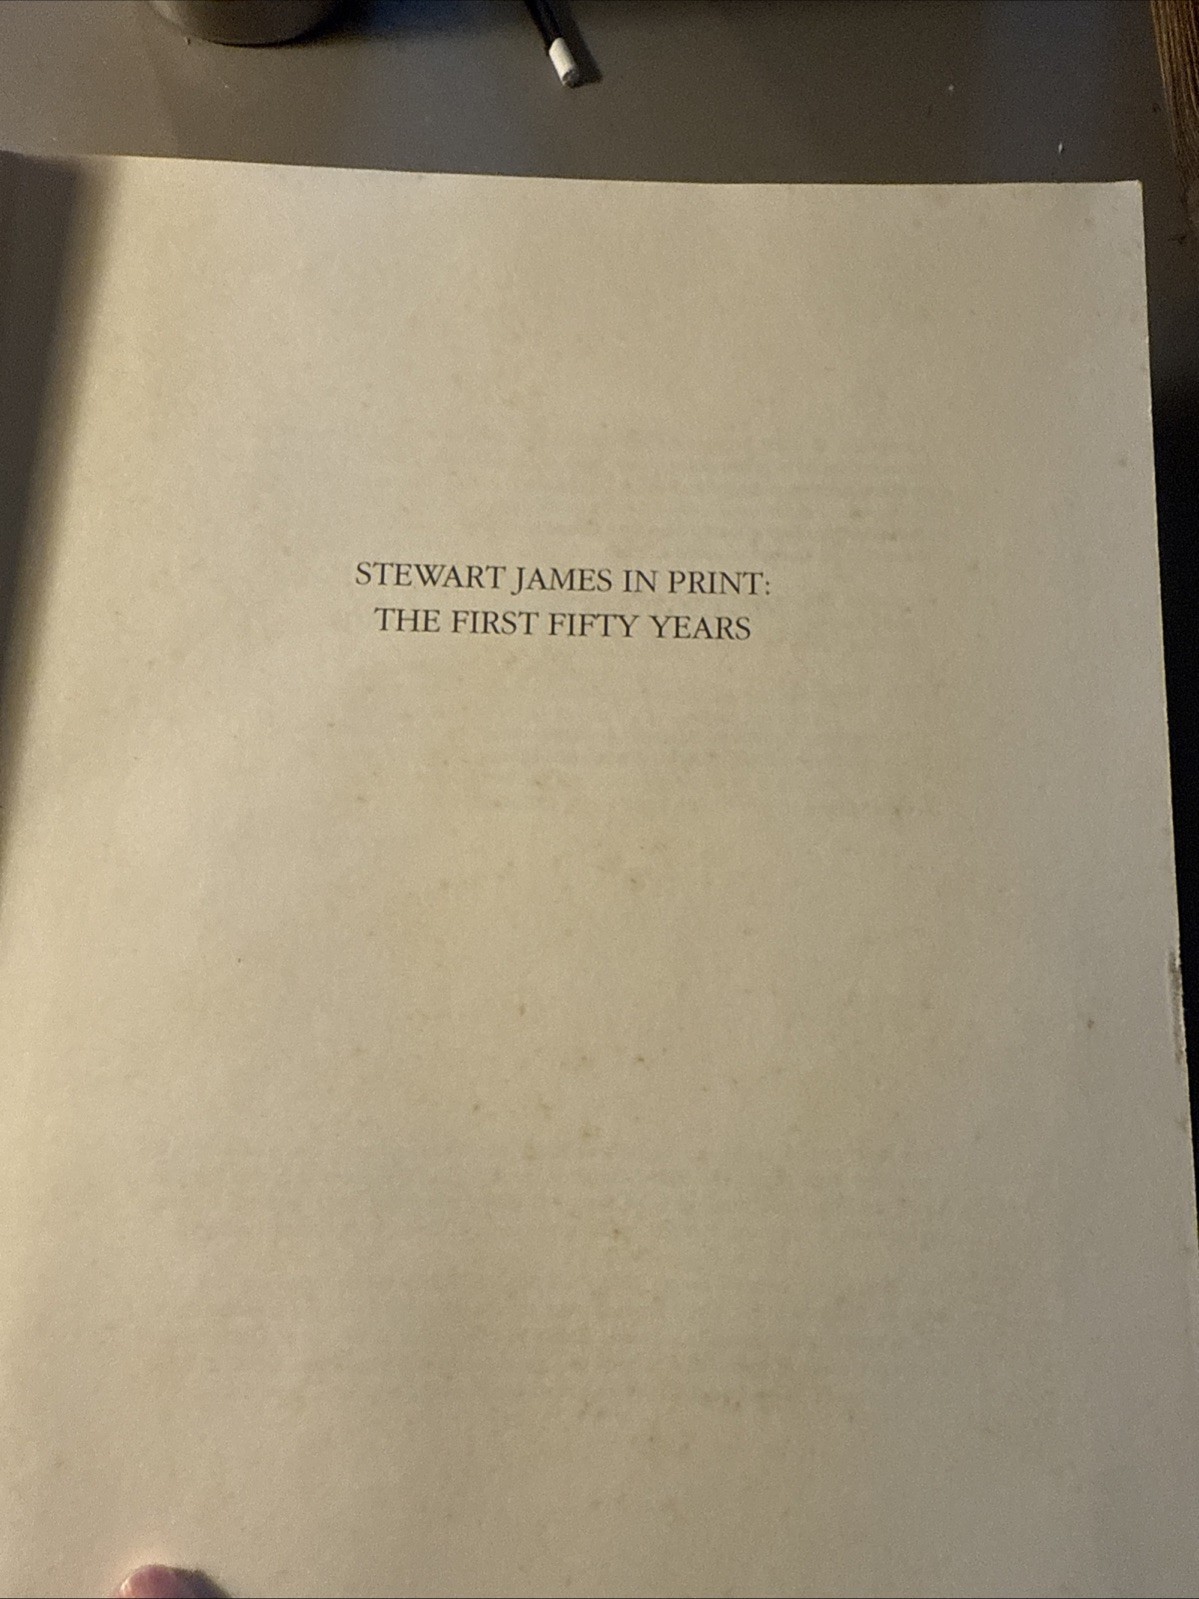 STEWART JAMES IN PRINT:
THE FIRST FIFTY YEARS